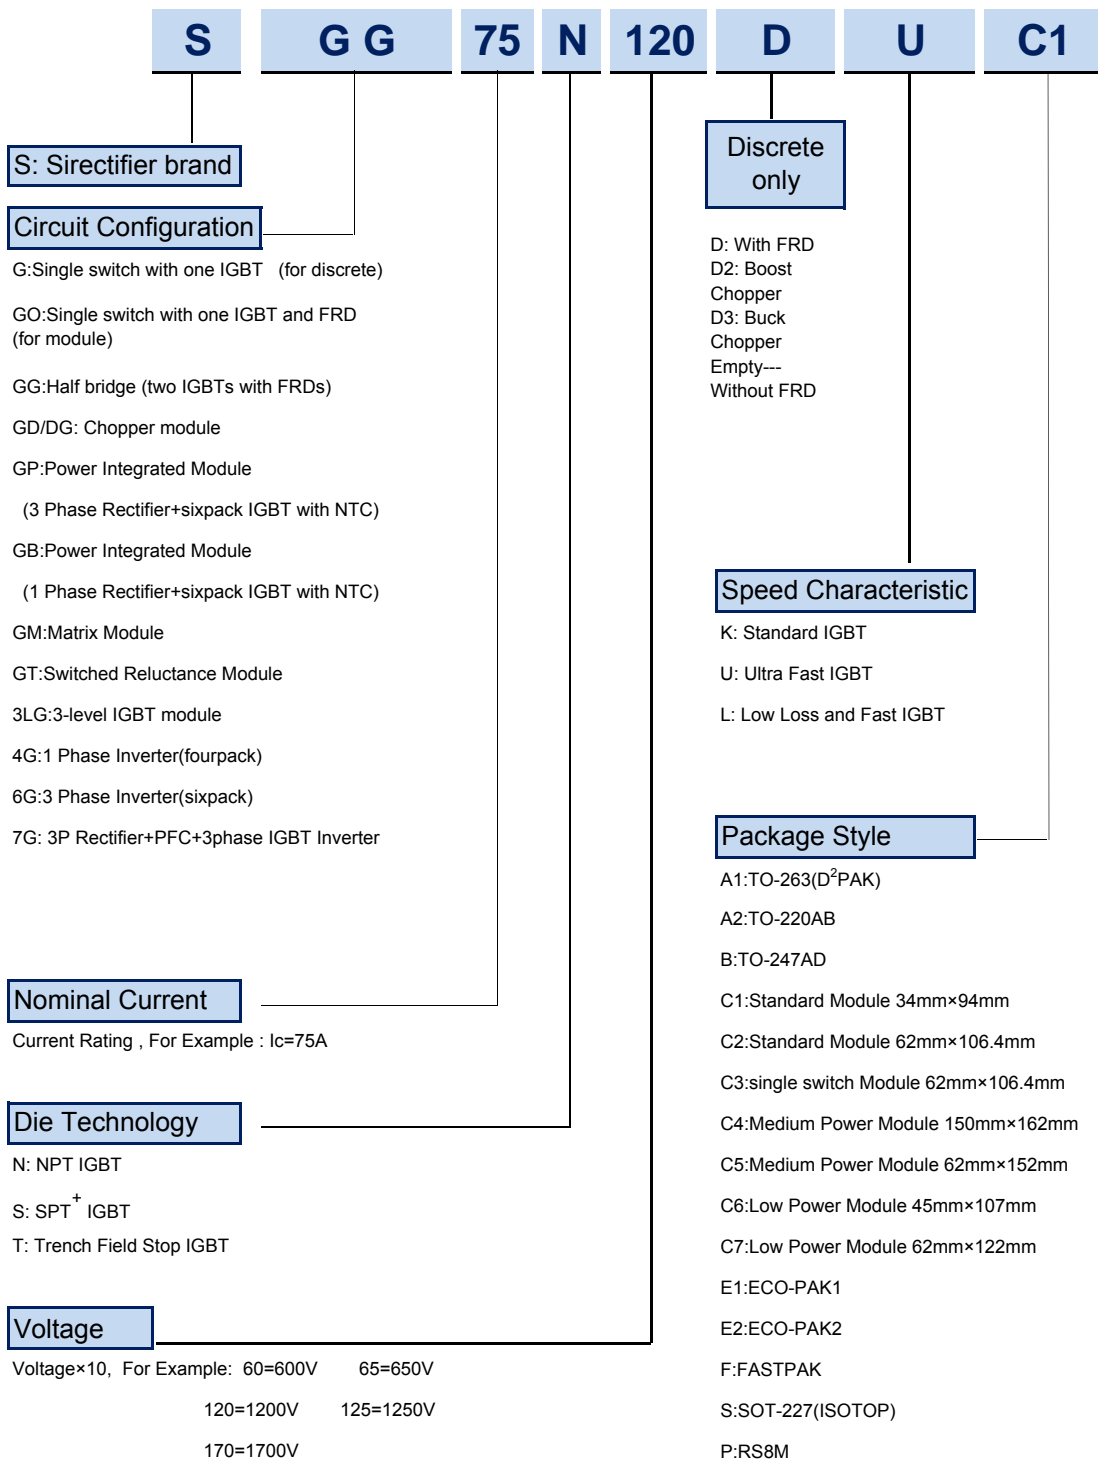 S G G 75 N 120 D U C1
S: Sirectifier brand
Circuit Configuration
G:Single switch with one IGBT (for discrete)
GO:Single switch with one IGBT and FRD
(for module)
GG:Half bridge (two IGBTs with FRDs)
GD/DG: Chopper module
GP:Power Integrated Module
(3 Phase Rectifier+sixpack IGBT with NTC)
GB:Power Integrated Module
(1 Phase Rectifier+sixpack IGBT with NTC)
GM:Matrix Module
GT:Switched Reluctance Module
3LG:3-level IGBT module
4G:1 Phase Inverter(fourpack)
6G:3 Phase Inverter(sixpack)
7G: 3P Rectifier+PFC+3phase IGBT Inverter
Nominal Current
Current Rating , For Example : Ic=75A
Die Technology
N: NPT IGBT
S: SPT+ IGBT
T: Trench Field Stop IGBT
Voltage
Voltage×10, For Example: 60=600V 65=650V
120=1200V 125=1250V
170=1700V
Discrete
only
D: With FRD
D2: Boost
Chopper
D3: Buck
Chopper
Empty---
Without FRD
Speed Characteristic
K: Standard IGBT
U: Ultra Fast IGBT
L: Low Loss and Fast IGBT
Package Style
A1:TO-263(D2PAK)
A2:TO-220AB
B:TO-247AD
C1:Standard Module 34mm×94mm
C2:Standard Module 62mm×106.4mm
C3:single switch Module 62mm×106.4mm
C4:Medium Power Module 150mm×162mm
C5:Medium Power Module 62mm×152mm
C6:Low Power Module 45mm×107mm
C7:Low Power Module 62mm×122mm
E1:ECO-PAK1
E2:ECO-PAK2
F:FASTPAK
S:SOT-227(ISOTOP)
P:RS8M